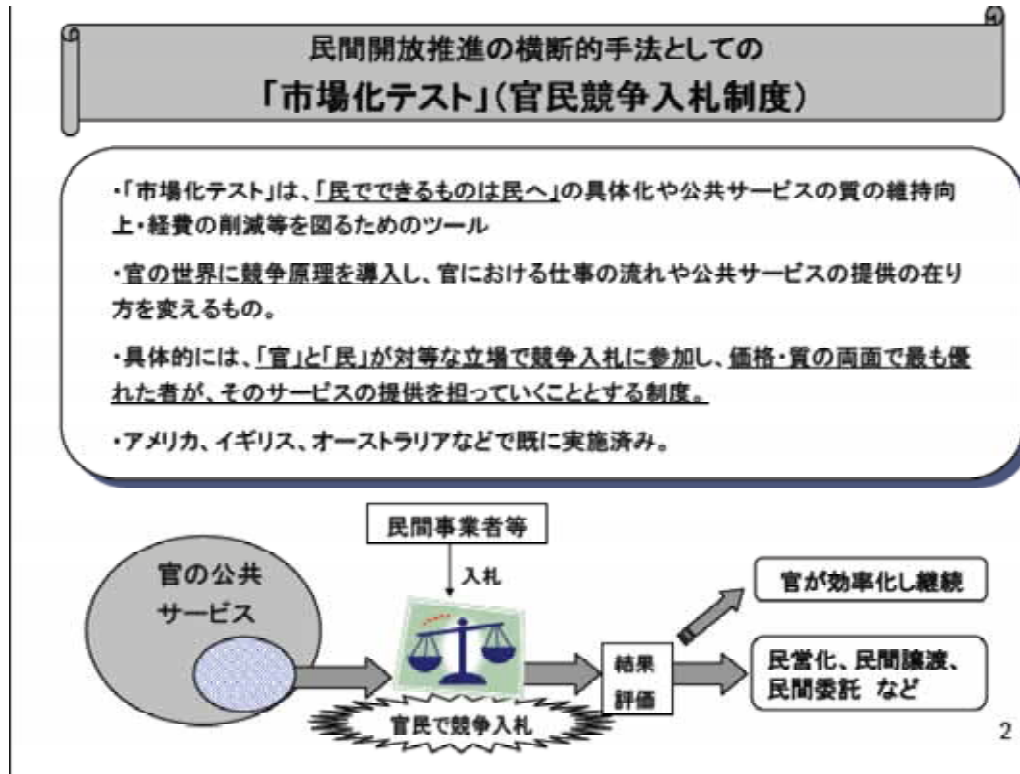 民間開放推進の横断的手法としての
「市場化テスト」(官民競争入札制度)
・「市場化テスト」は、「民でできるものは民へ」の具体化や公共サービスの質の維持向
上・経費の削減等を図るためのツール
・官の世界に競争原理を導入し、官における仕事の流れや公共サービスの提供の在り
方を変えるもの。
・具体的には、「官」と「民」が対等な立場で競争入札に参加し、価格・質の両面で最も優
れた者が、そのサービスの提供を担っていくこととする制度。
・アメリカ、イギリス、オーストラリアなどで既に実施済み。
民間事業者等
入札
官の公共
サービス
官民で競争入札
結果
評価
官が効率化し継続
民営化、民間譲渡、
民間委託 など
2